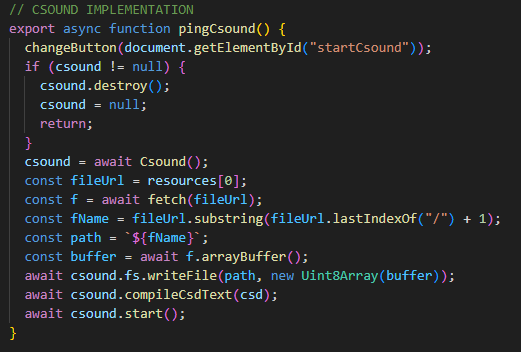 // CSOUND IMPLEMENTATION
export async function pingCsound() {
  changeButton(document.getElementById("startCsound"));
  if (csound != null) {
    csound.destroy();
    csound = null;
    return;
  }
  csound = await Csound();
  const fileUrl = resources[0];
  const f = await fetch(fileUrl);
  const fName = fileUrl.substring(fileUrl.lastIndexOf("/") + 1);
  const path = `${fName}`;
  const buffer = await f.arrayBuffer();
  await csound.fs.writeFile(path, new Uint8Array(buffer));
  await csound.compileCsdText(csd);
  await csound.start();
}